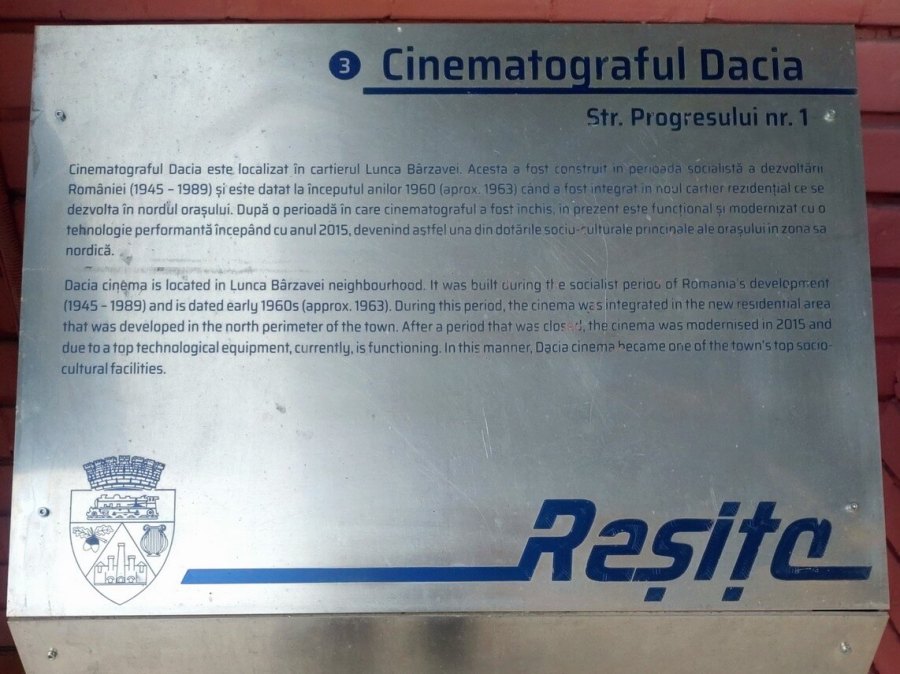 3 Cinematograful Dacia
Str. Progresului nr. 1
Cinematograful Dacia este localizat în cartierul Lunca Bârzavei. Acesta a fost construit in perioada socialistă a dezvoltării
României (1945 – 1989) și este datat la începutul anilor 1960 (aprox. 1963) când a fost integrat în noul cartier rezidențial ce se
dezvolta în nordul orașului. După o perioadă în care cinematograful a fost închis, în prezent este funcțional și modernizat cu o
tehnologie performantă începând cu anul 2015, devenind astfel una din dotările socio-culturale principale ale orașului în zona sa
nordică.
Dacia cinema is located in Lunca Bârzavei neighbourhood. It was built during the socialist period of Romania's development
(1945 – 1989) and is dated early 1960s (approx. 1963). During this period, the cinema was integrated in the new residential area
that was developed in the north perimeter of the town. After a period that was closed, the cinema was modernised in 2015 and
due to a top technological equipment, currently, is functioning. In this manner, Dacia cinema became one of the town's top socio-
cultural facilities.
Reșița